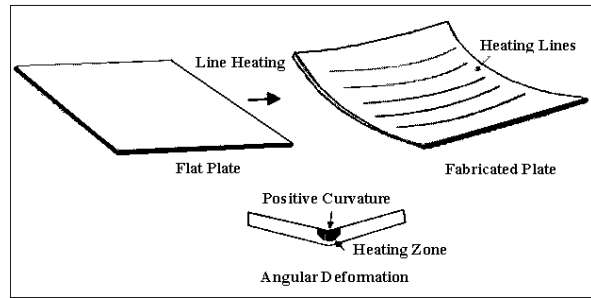 Line Heating
Heating Lines
Flat Plate
Fabricated Plate
Positive Curvature
Heating Zone
Angular Deformation